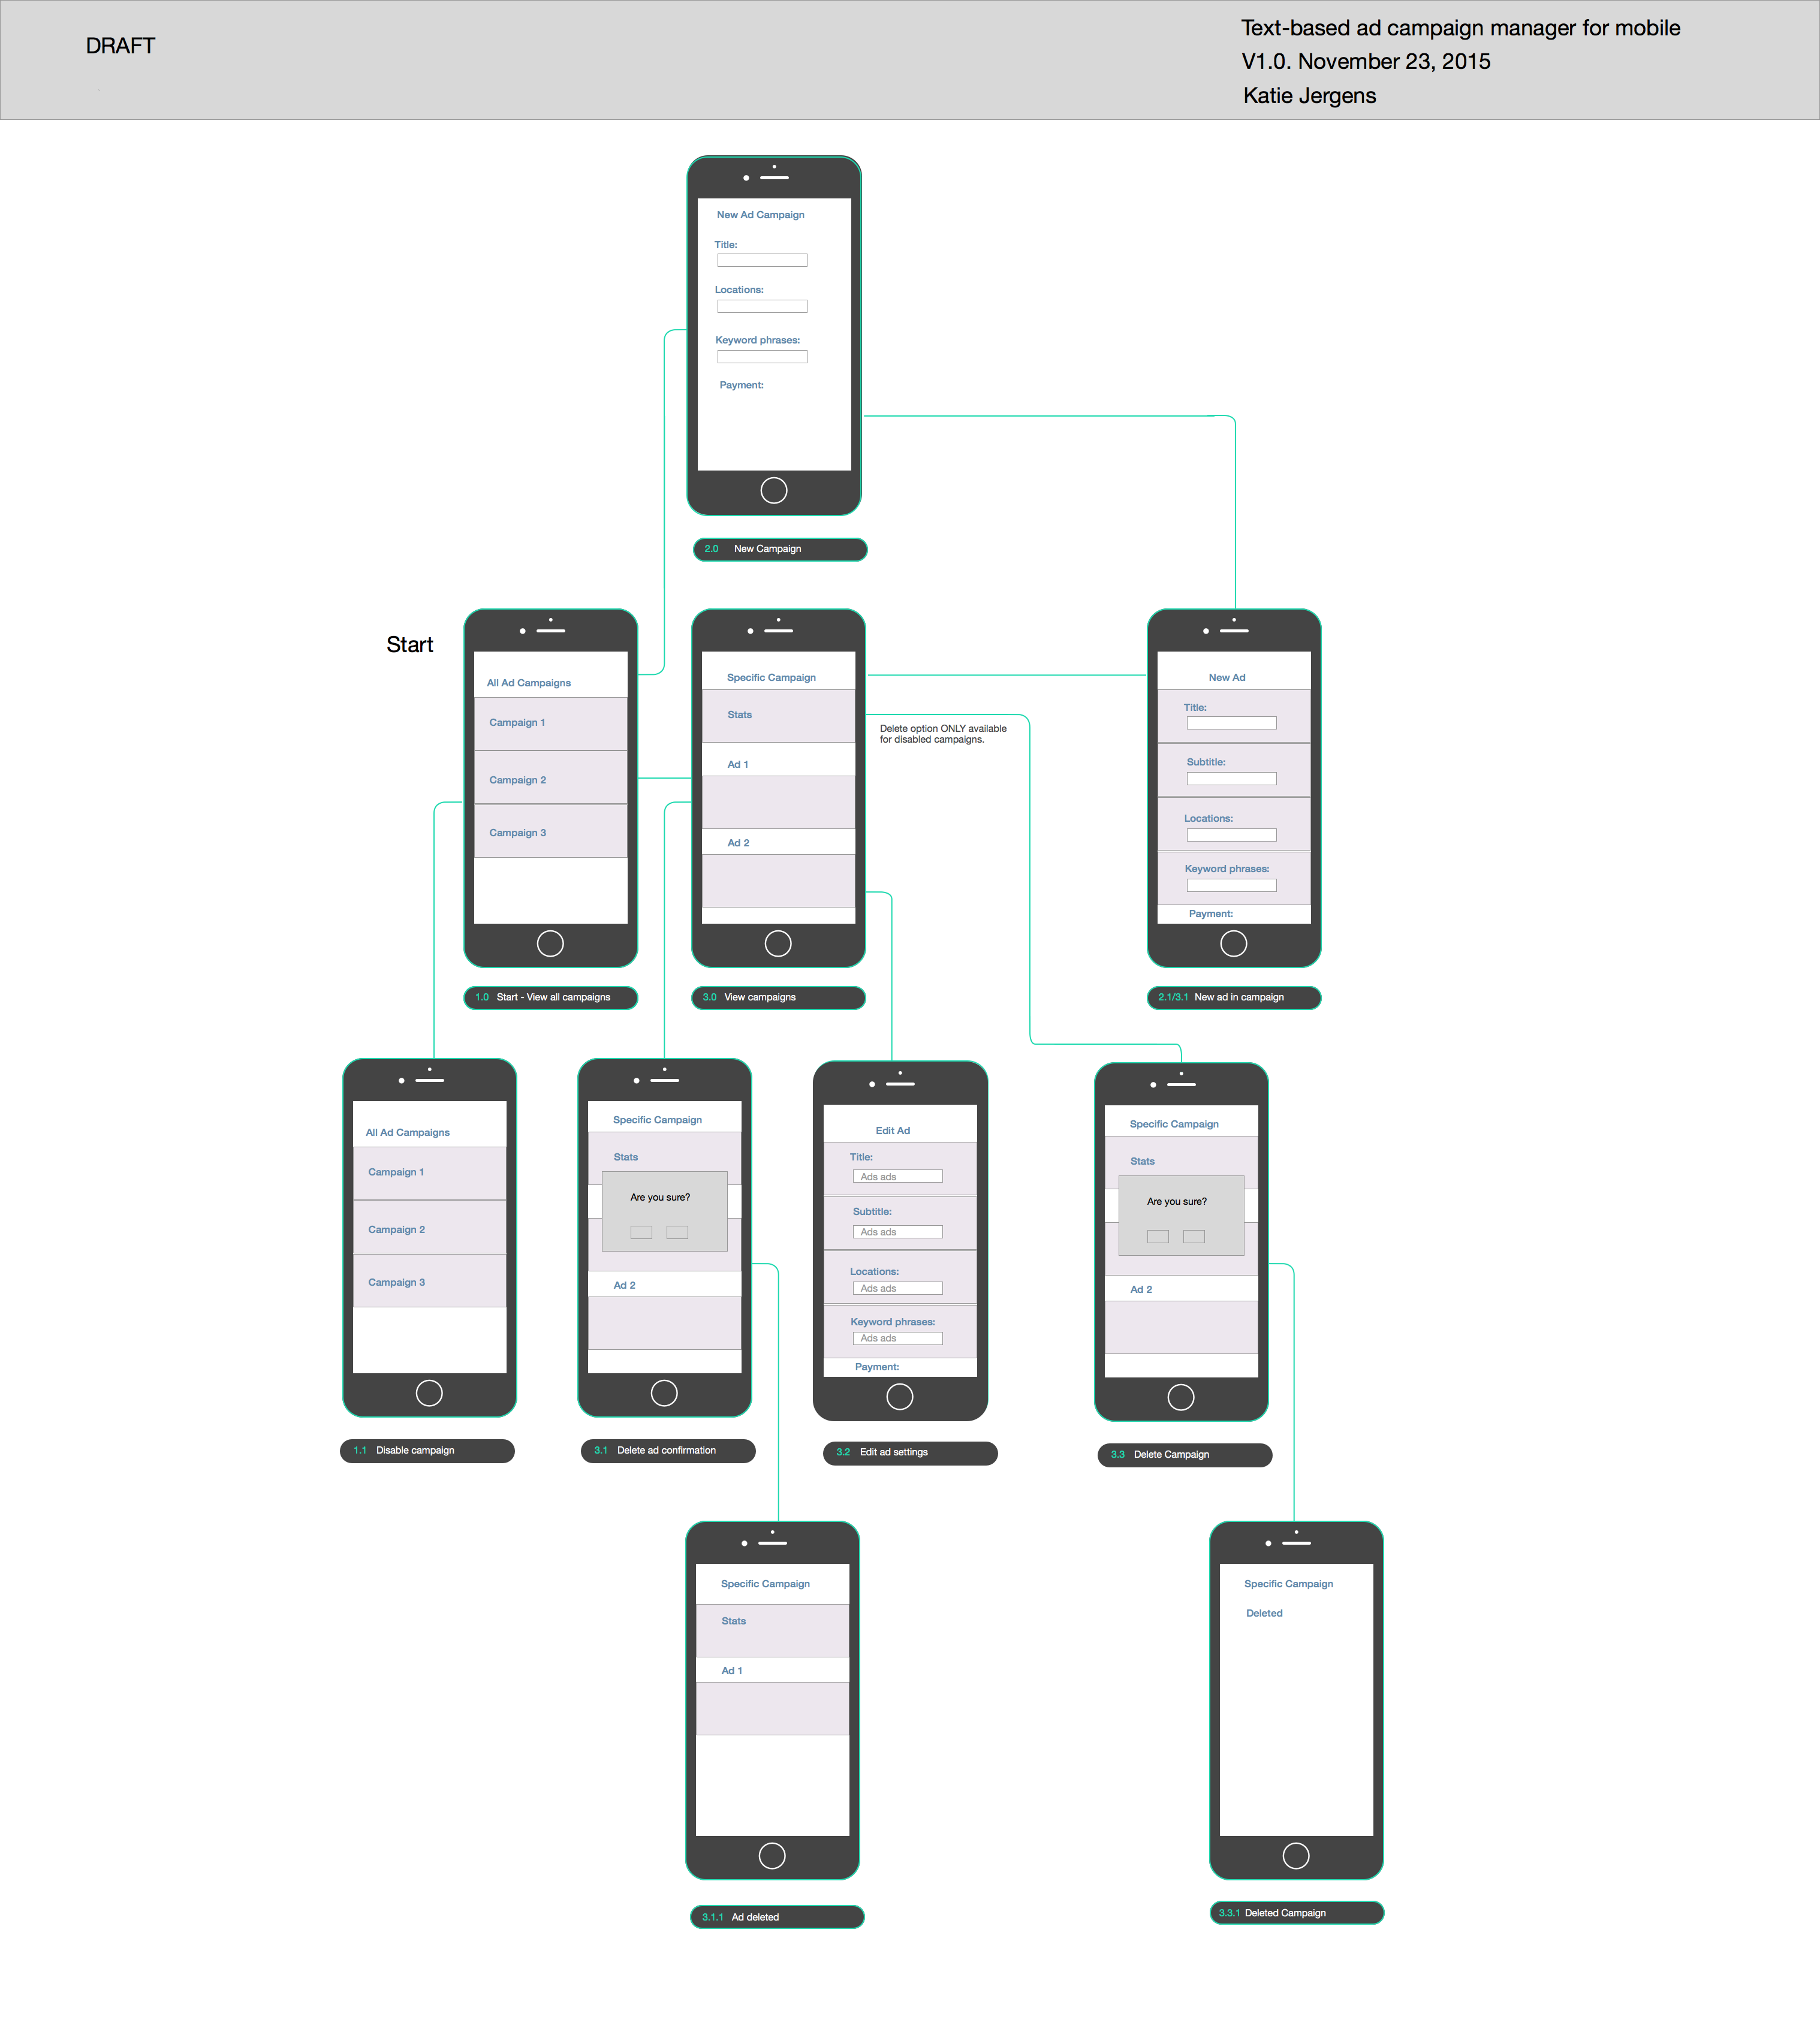 DRAFT
Text-based ad campaign manager for mobile
V1.0. November 23, 2015
Katie Jergens
New Ad Campaign
Title:
Locations:
Keyword phrases:
Payment:
2.0 New Campaign
Start
All Ad Campaigns
Campaign 1
Campaign 2
Campaign 3
1.0 Start - View all campaigns
Specific Campaign
Stats
Ad 1
Ad 2
3.0 View campaigns
Delete option ONLY available
for disabled campaigns.
New Ad
Title:
Subtitle:
Locations:
Keyword phrases:
Payment:
2.1/3.1 New ad in campaign
All Ad Campaigns
Campaign 1
Campaign 2
Campaign 3
1.1 Disable campaign
Specific Campaign
Stats
Are you sure?
Ad 2
3.1 Delete ad confirmation
Edit Ad
Title:
Ads ads
Subtitle:
Ads ads
Locations:
Ads ads
Keyword phrases:
Ads ads
Payment:
3.2 Edit ad settings
Specific Campaign
Stats
Are you sure?
Ad 2
3.3 Delete Campaign
Specific Campaign
Stats
Ad 1
3.1.1 Ad deleted
Specific Campaign
Deleted
3.3.1 Deleted Campaign